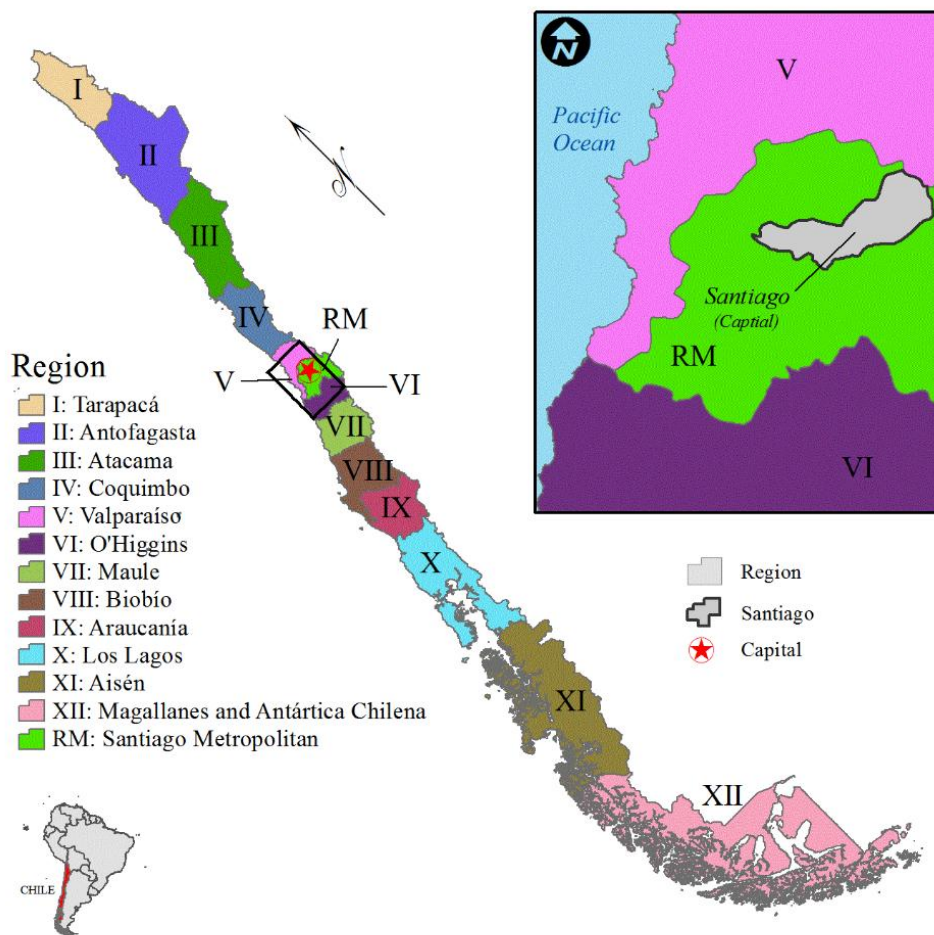 I
II
III
IV
RM
V
VI
VII
VIII
IX
X
XI
XII
N
Region
I: Tarapacá
II: Antofagasta
III: Atacama
IV: Coquimbo
V: Valparaíso
VI: O'Higgins
VII: Maule
VIII: Biobío
IX: Araucanía
X: Los Lagos
XI: Aisén
XII: Magallanes and Antártica Chilena
RM: Santiago Metropolitan
CHILE
N
V
Pacific
Ocean
Santiago
(Captial)
RM
VI
Region
Santiago
Capital